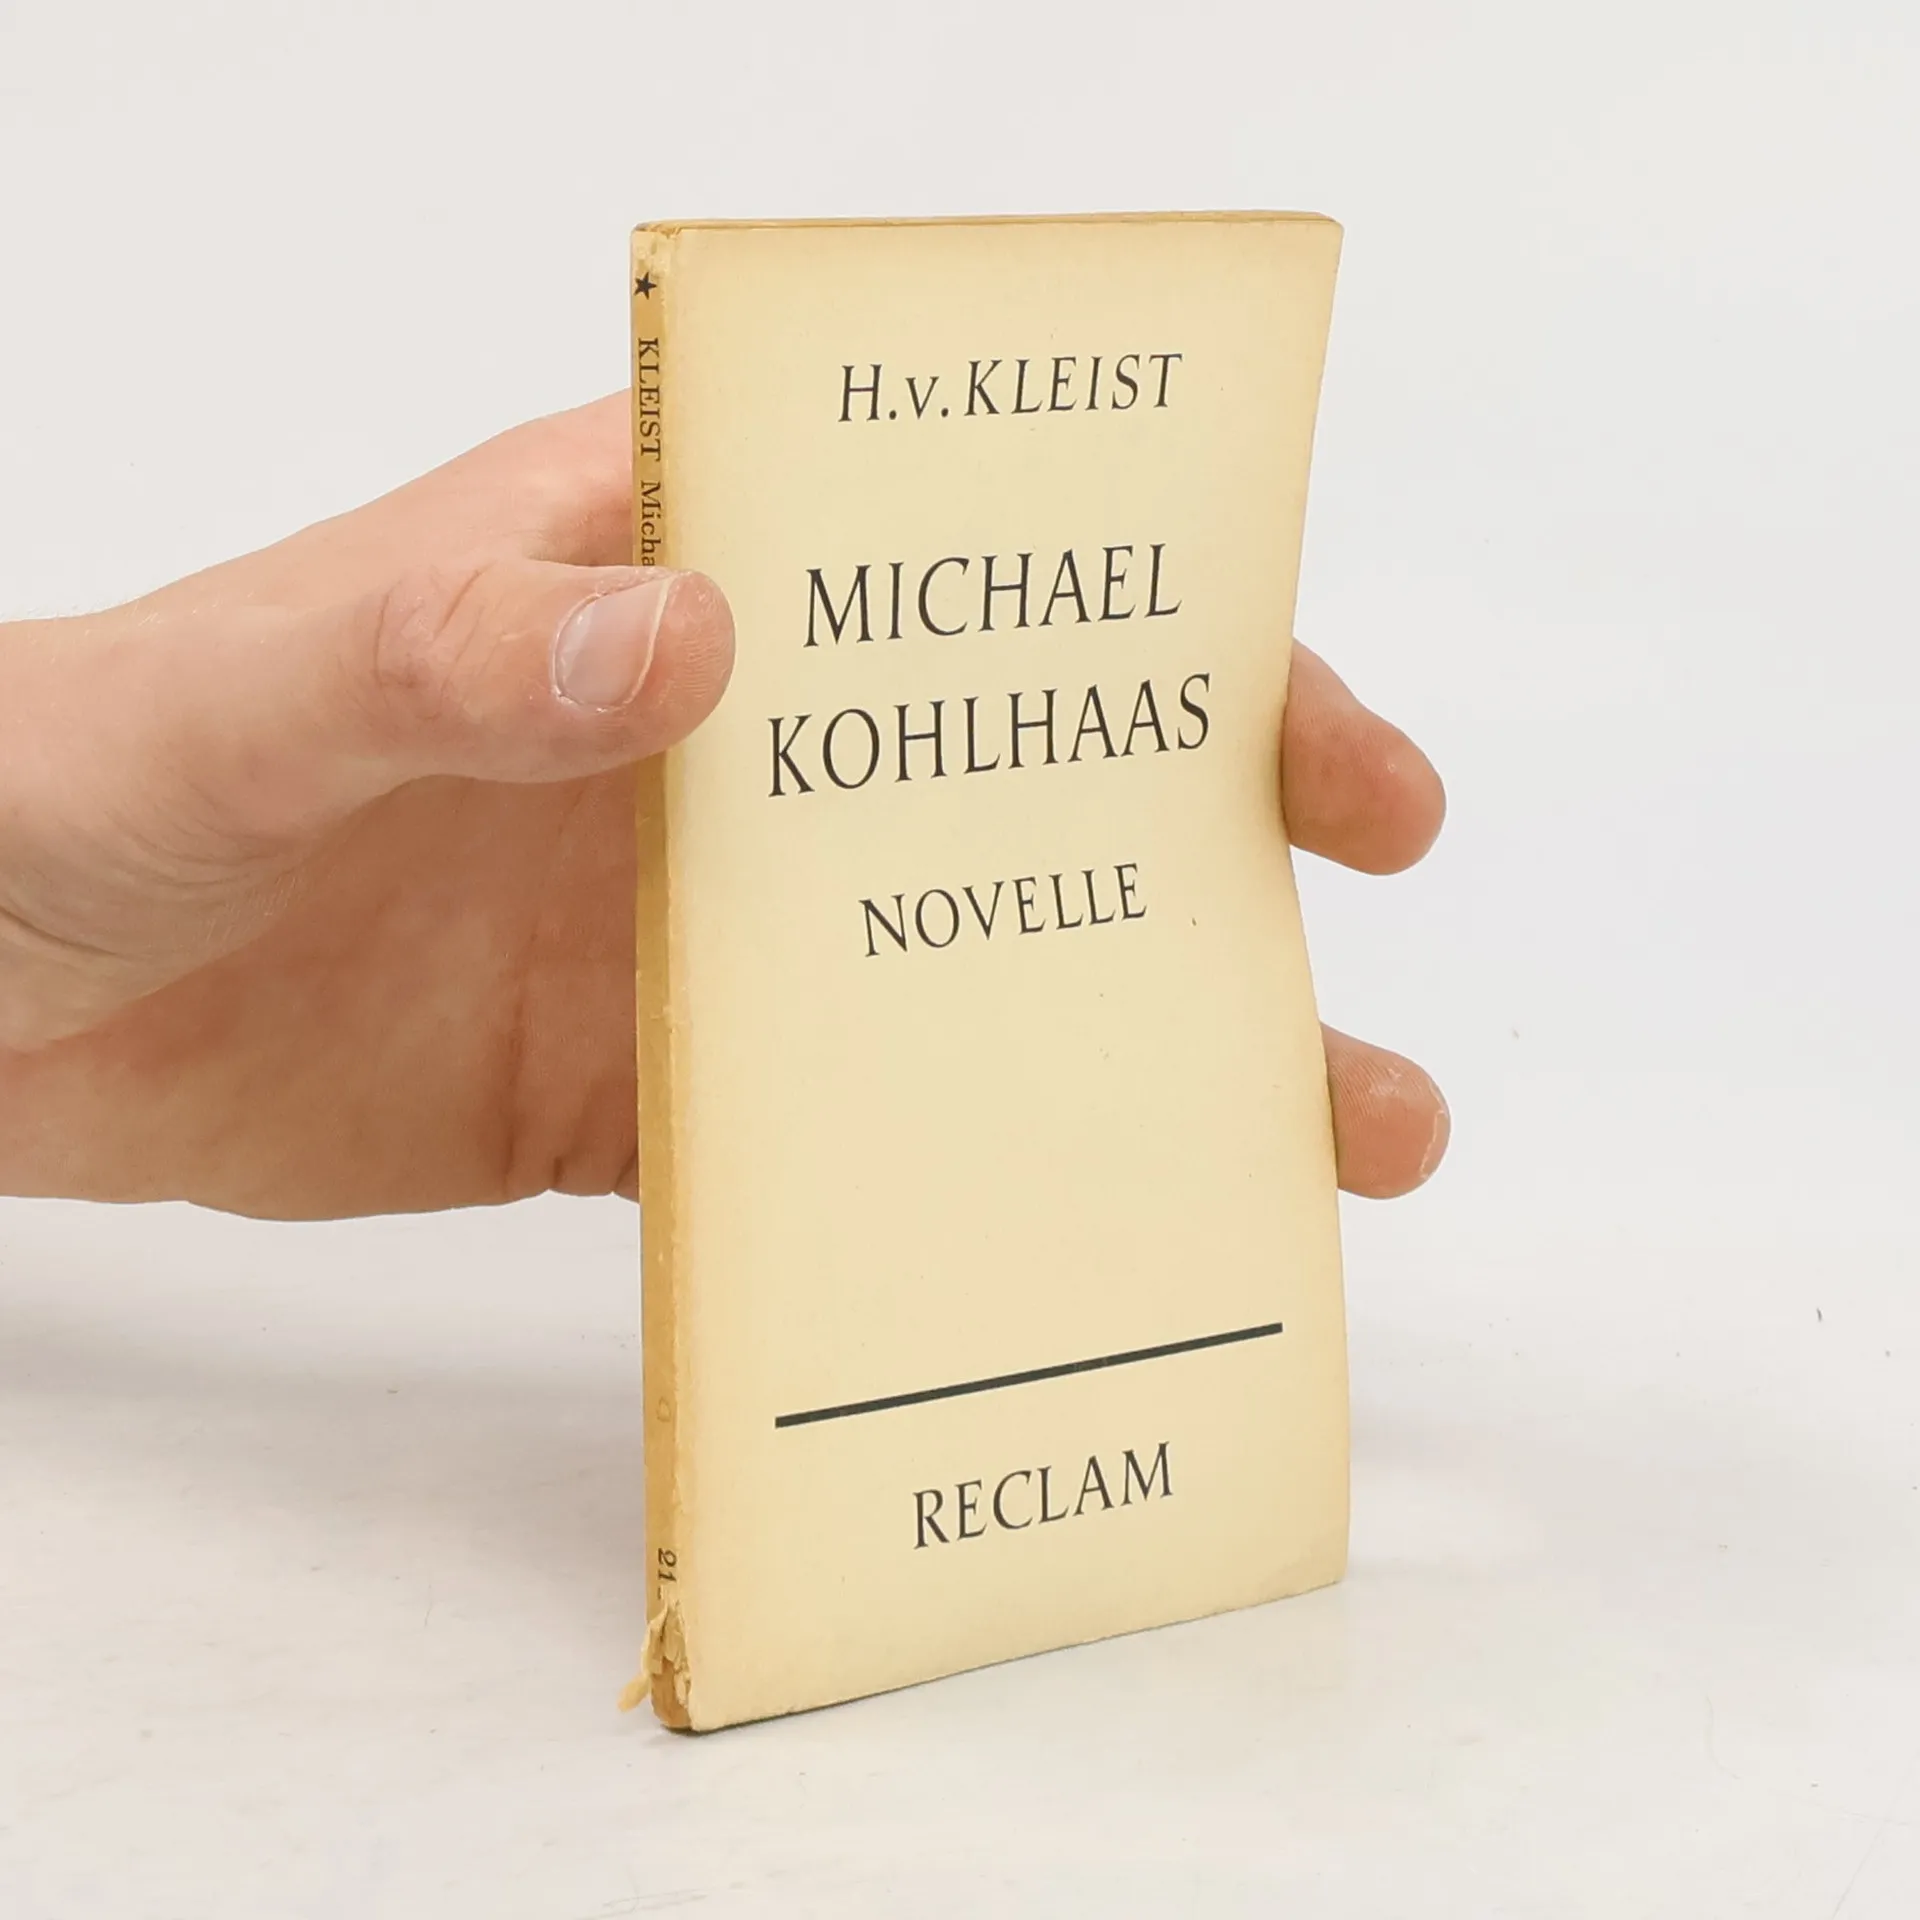 H.v.KLEIST
MICHAEL
KOHLHAAS
NOVELLE
RECLAM
★ KLEIST Micha